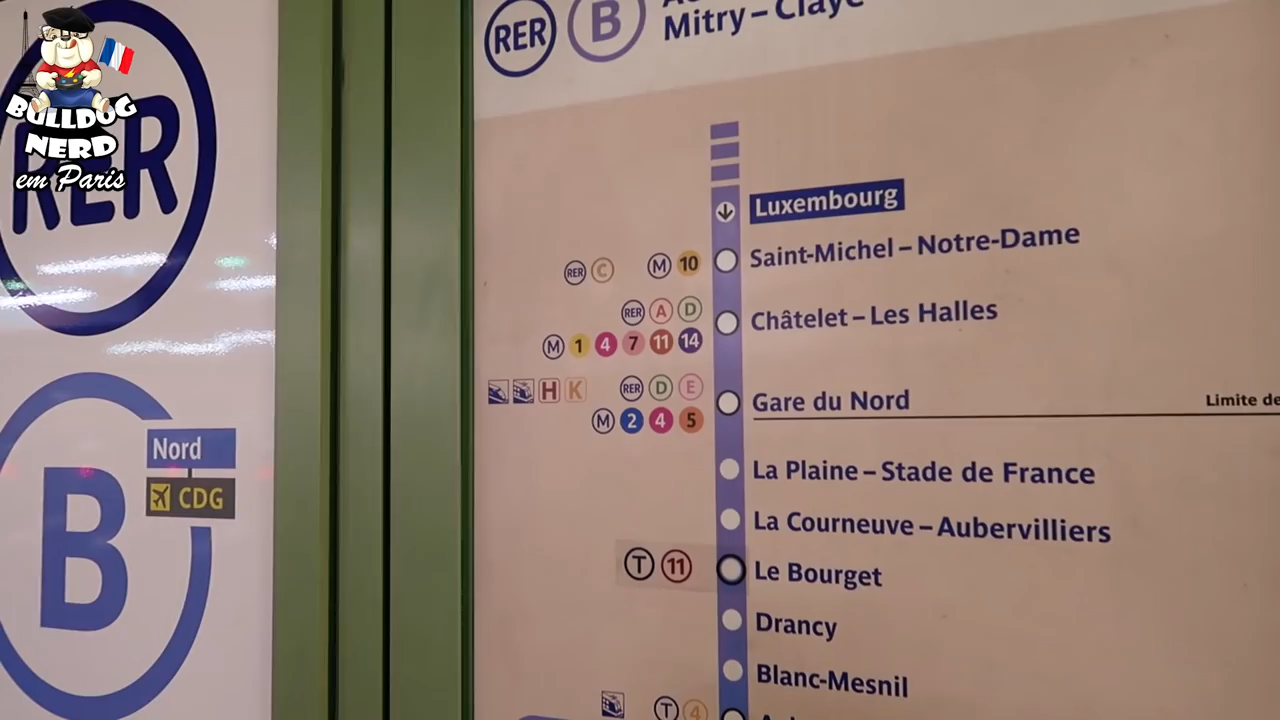 BULLDOG
NERD
em Paris
RER
B
Nord
CDG
RER B
Mitry – Claye
Luxembourg
RER C M 10 Saint-Michel – Notre-Dame
RER A D
Châtelet – Les Halles
M 1 4 7 11 14
H K RER D E
Gare du Nord
Limite de
M 2 4 5
La Plaine – Stade de France
La Courneuve – Aubervilliers
T 11 Le Bourget
Drancy
Blanc-Mesnil
T 4